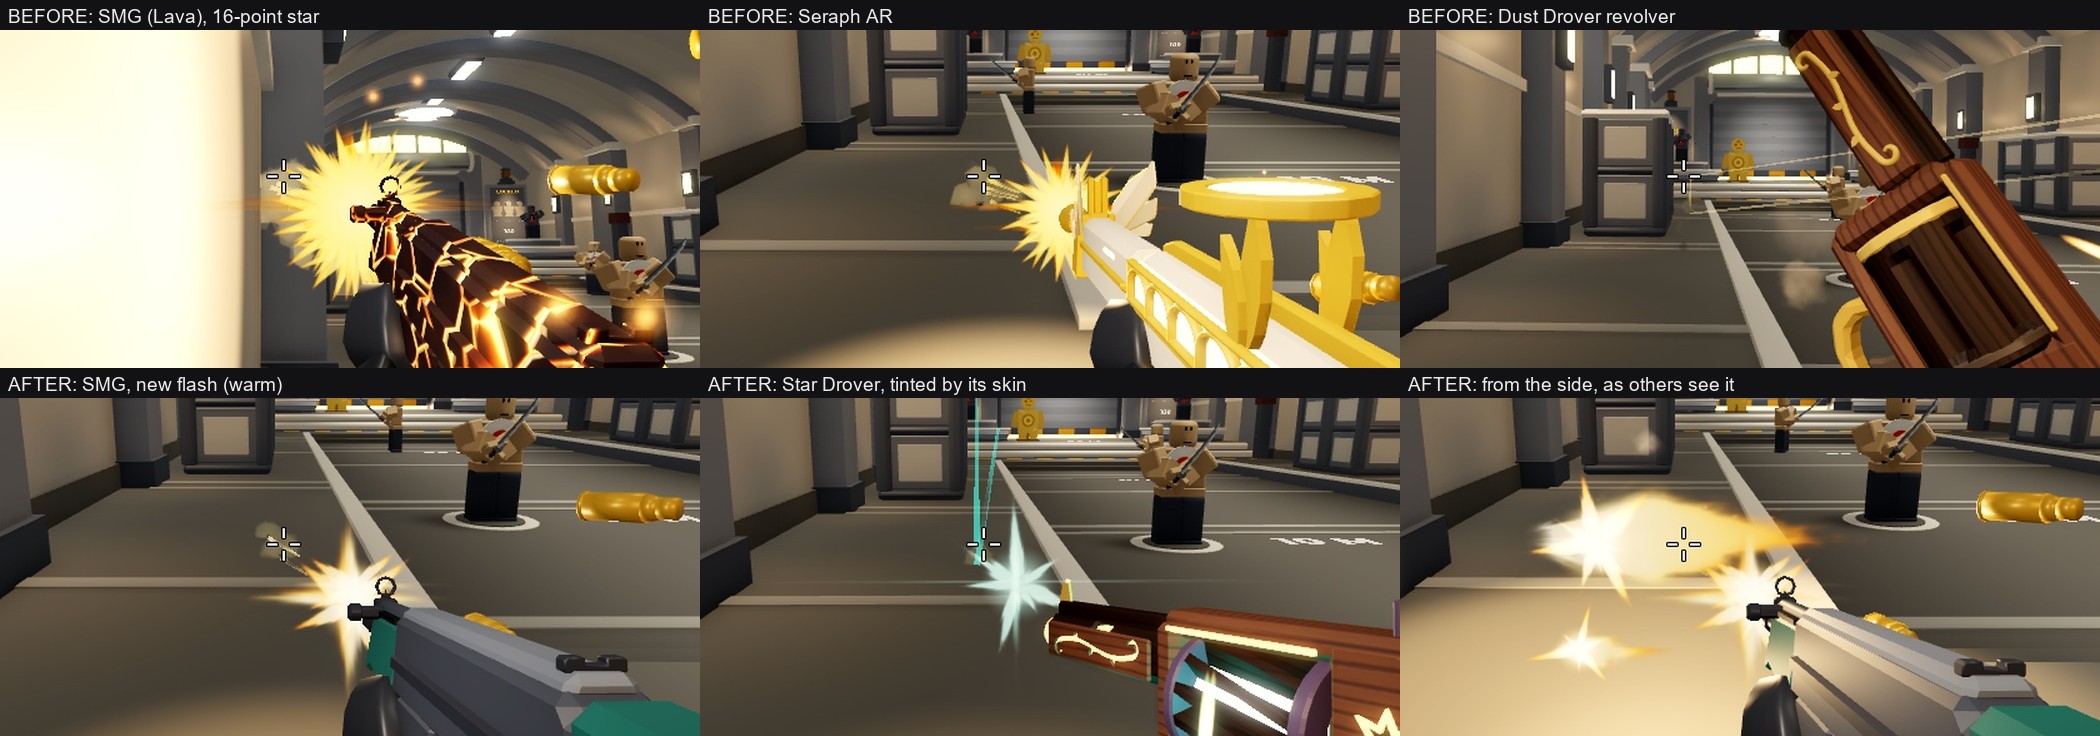 BEFORE: SMG (Lava), 16-point star
BEFORE: Seraph AR
BEFORE: Dust Drover revolver
AFTER: SMG, new flash (warm)
AFTER: Star Drover, tinted by its skin
AFTER: from the side, as others see it